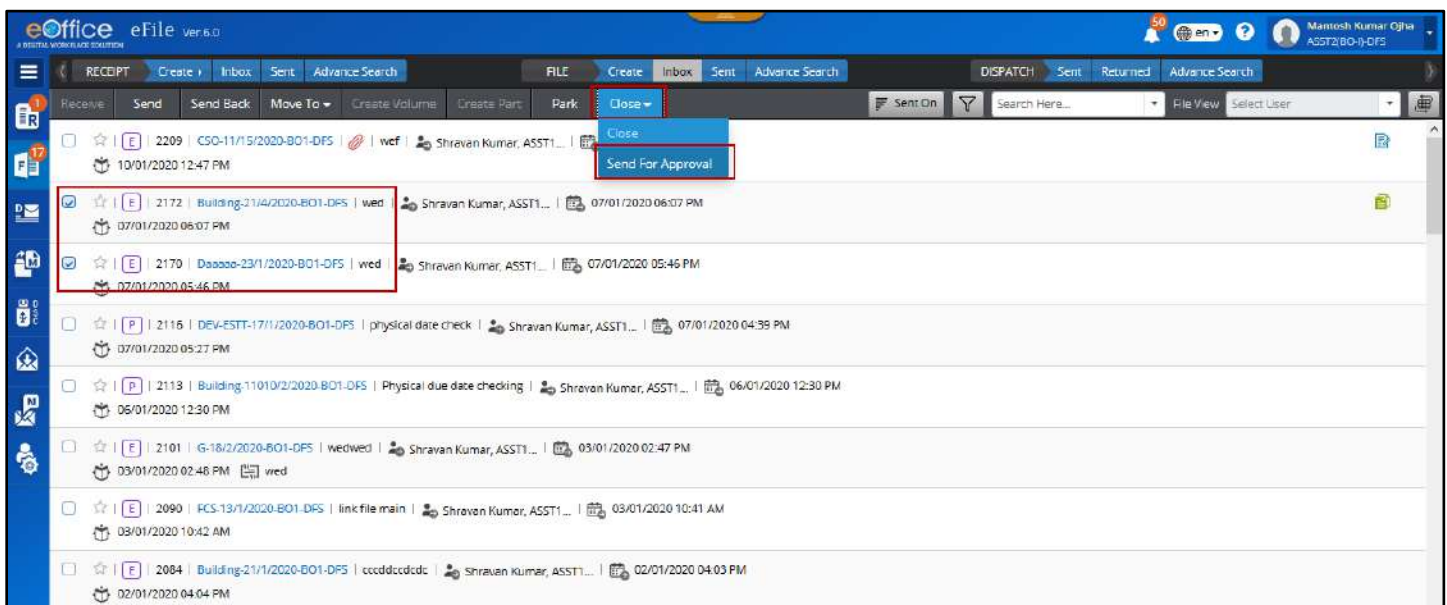 eOffice eFile Ver 6.0
A DIGITAL WORKPLACE SOLUTION
50 en ? Mantosh Kumar Ojha
ASST2(BO-I)-DFS
RECEIPT Create Inbox Sent Advance Search FILE Create Inbox Sent Advance Search DISPATCH Sent Returned Advance Search
Receive Send Send Back Move To Create Volume Create Part Park Close Sent On Search Here... File View Select User
Close
Send For Approval
1
17
E 2209 CSO-11/15/2020-BO1-DFS | wef | Shravan Kumar, ASST1... |
10/01/2020 12:47 PM
E 2172 | Building-21/4/2020-BO1-DFS | wed | Shravan Kumar, ASST1... | 07/01/2020 06:07 PM
07/01/2020 06:07 PM
E 2170 | Daaaaa-23/1/2020-BO1-DFS | wed | Shravan Kumar, ASST1... | 07/01/2020 05:46 PM
07/01/2020 05:46 PM
P 2116 | DEV-ESTT-17/1/2020-BO1-DFS | physical date check | Shravan Kumar, ASST1... | 07/01/2020 04:39 PM
07/01/2020 05:27 PM
P 2113 | Building-11010/2/2020-BO1-DFS | Physical due date checking | Shravan Kumar, ASST1... | 06/01/2020 12:30 PM
06/01/2020 12:30 PM
E 2101 | G-18/2/2020-BO1-DFS | wedwed | Shravan Kumar, ASST1... | 03/01/2020 02:47 PM
03/01/2020 02:48 PM wed
E 2090 | FCS-13/1/2020-BO1-DFS | link file main | Shravan Kumar, ASST1... | 03/01/2020 10:41 AM
03/01/2020 10:42 AM
E 2084 | Building-21/1/2020-BO1-DFS | Shravan Kumar, ASST1... | 02/01/2020 04:03 PM
02/01/2020 04:04 PM